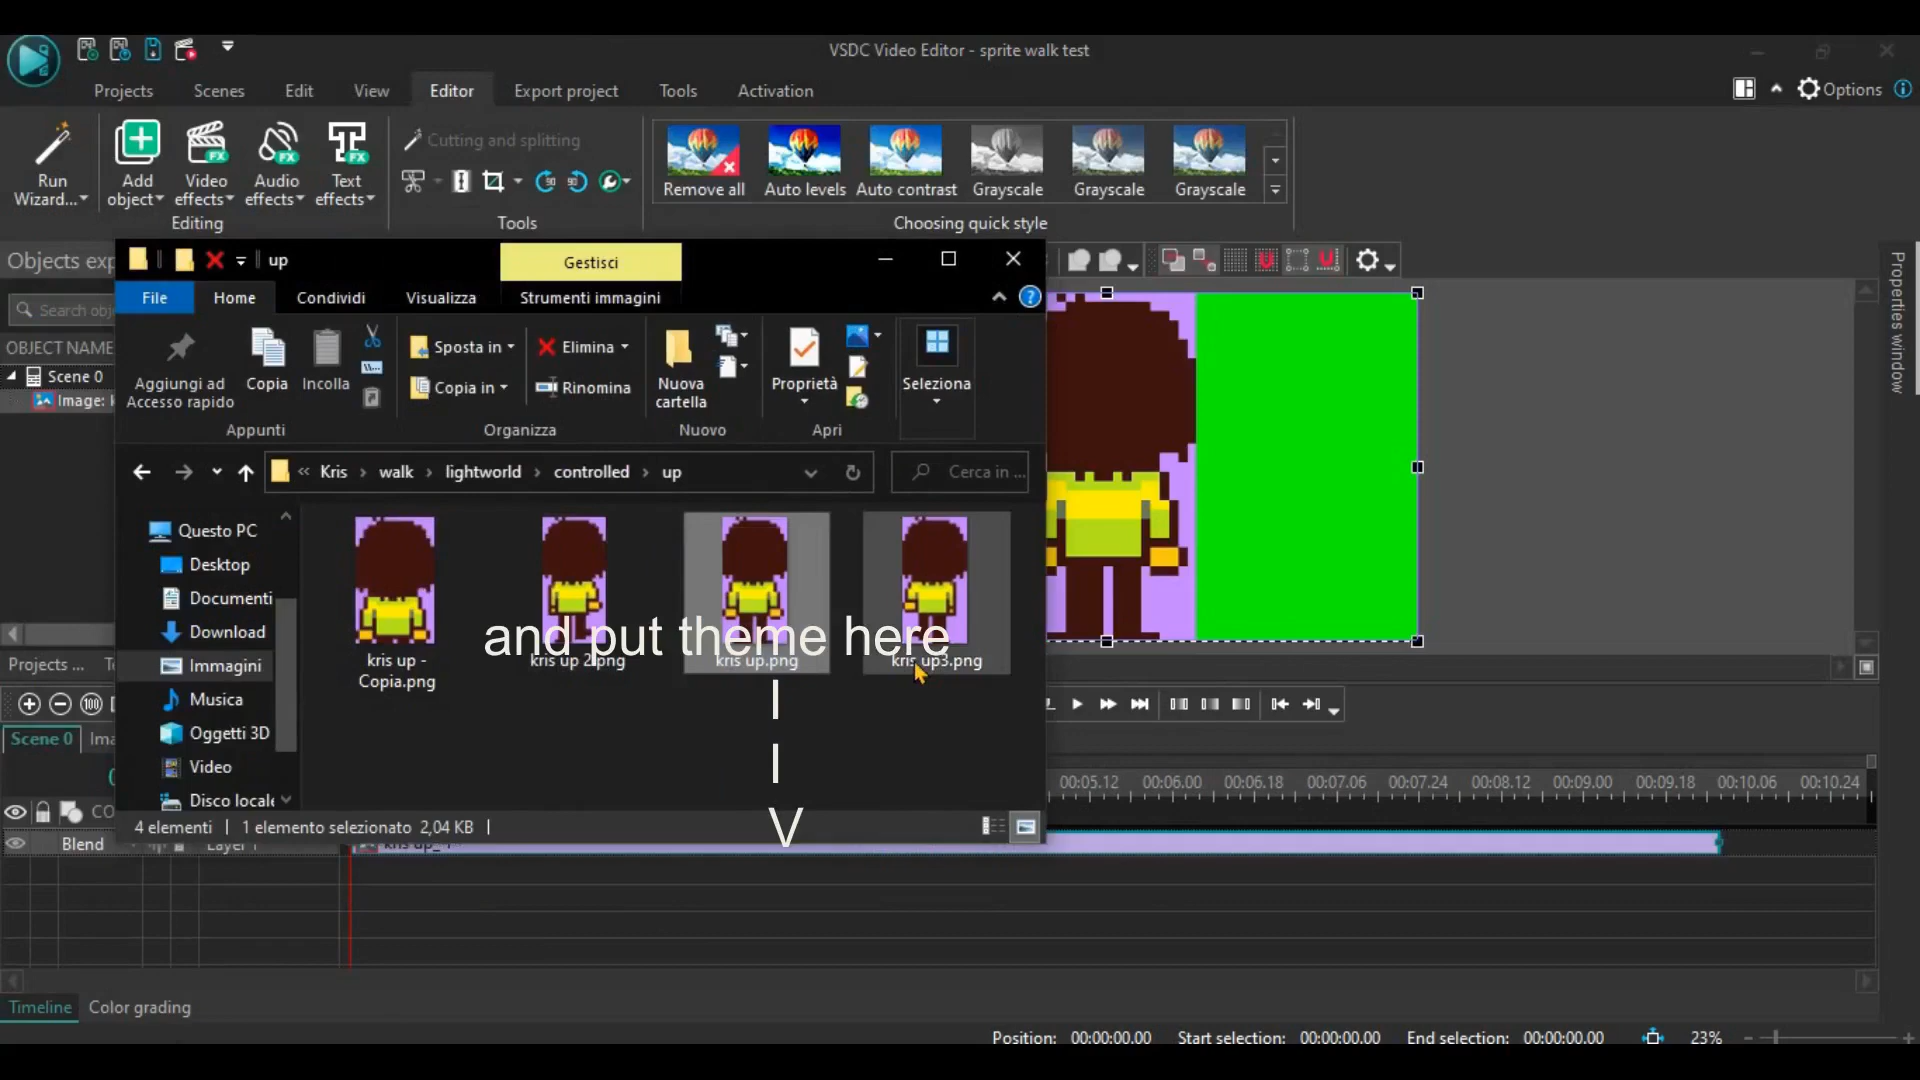 VSDC Video Editor - sprite walk test
Projects Scenes Edit View Editor Export project Tools Activation
Options
Run Wizard...
Add object
Video effects
Audio effects
Text effects
Editing
Cutting and splitting
Tools
Remove all
Auto levels
Auto contrast
Grayscale
Grayscale
Grayscale
Choosing quick style
Objects exp
Search obj
OBJECT NAME
Scene 0
Image: k
up
Gestisci
File Home Condividi Visualizza Strumenti immagini
Aggiungi ad
Accesso rapido
Copia
Incolla
Appunti
Sposta in
Copia in
Elimina
Rinomina
Organizza
Nuova
cartella
Nuovo
Proprietà
Apri
Seleziona
« Kris › walk › lightworld › controlled › up
Cerca in ...
Questo PC
Desktop
Documenti
Download
Immagini
Musica
Oggetti 3D
Video
Disco locale
kris up -
Copia.png
kris up 2.png
kris up.png
kris up3.png
and put theme here
|
|
V
4 elementi | 1 elemento selezionato 2,04 KB |
Properties window
Projects ...
Scene 0
Ima
00:05.12 00:06.00 00:06.18 00:07.06 00:07.24 00:08.12 00:09.00 00:09.18 00:10.06 00:10.24
CO
Blend
Layer 1
Timeline Color grading
Position: 00:00:00.00 Start selection: 00:00:00.00 End selection: 00:00:00.00 23%